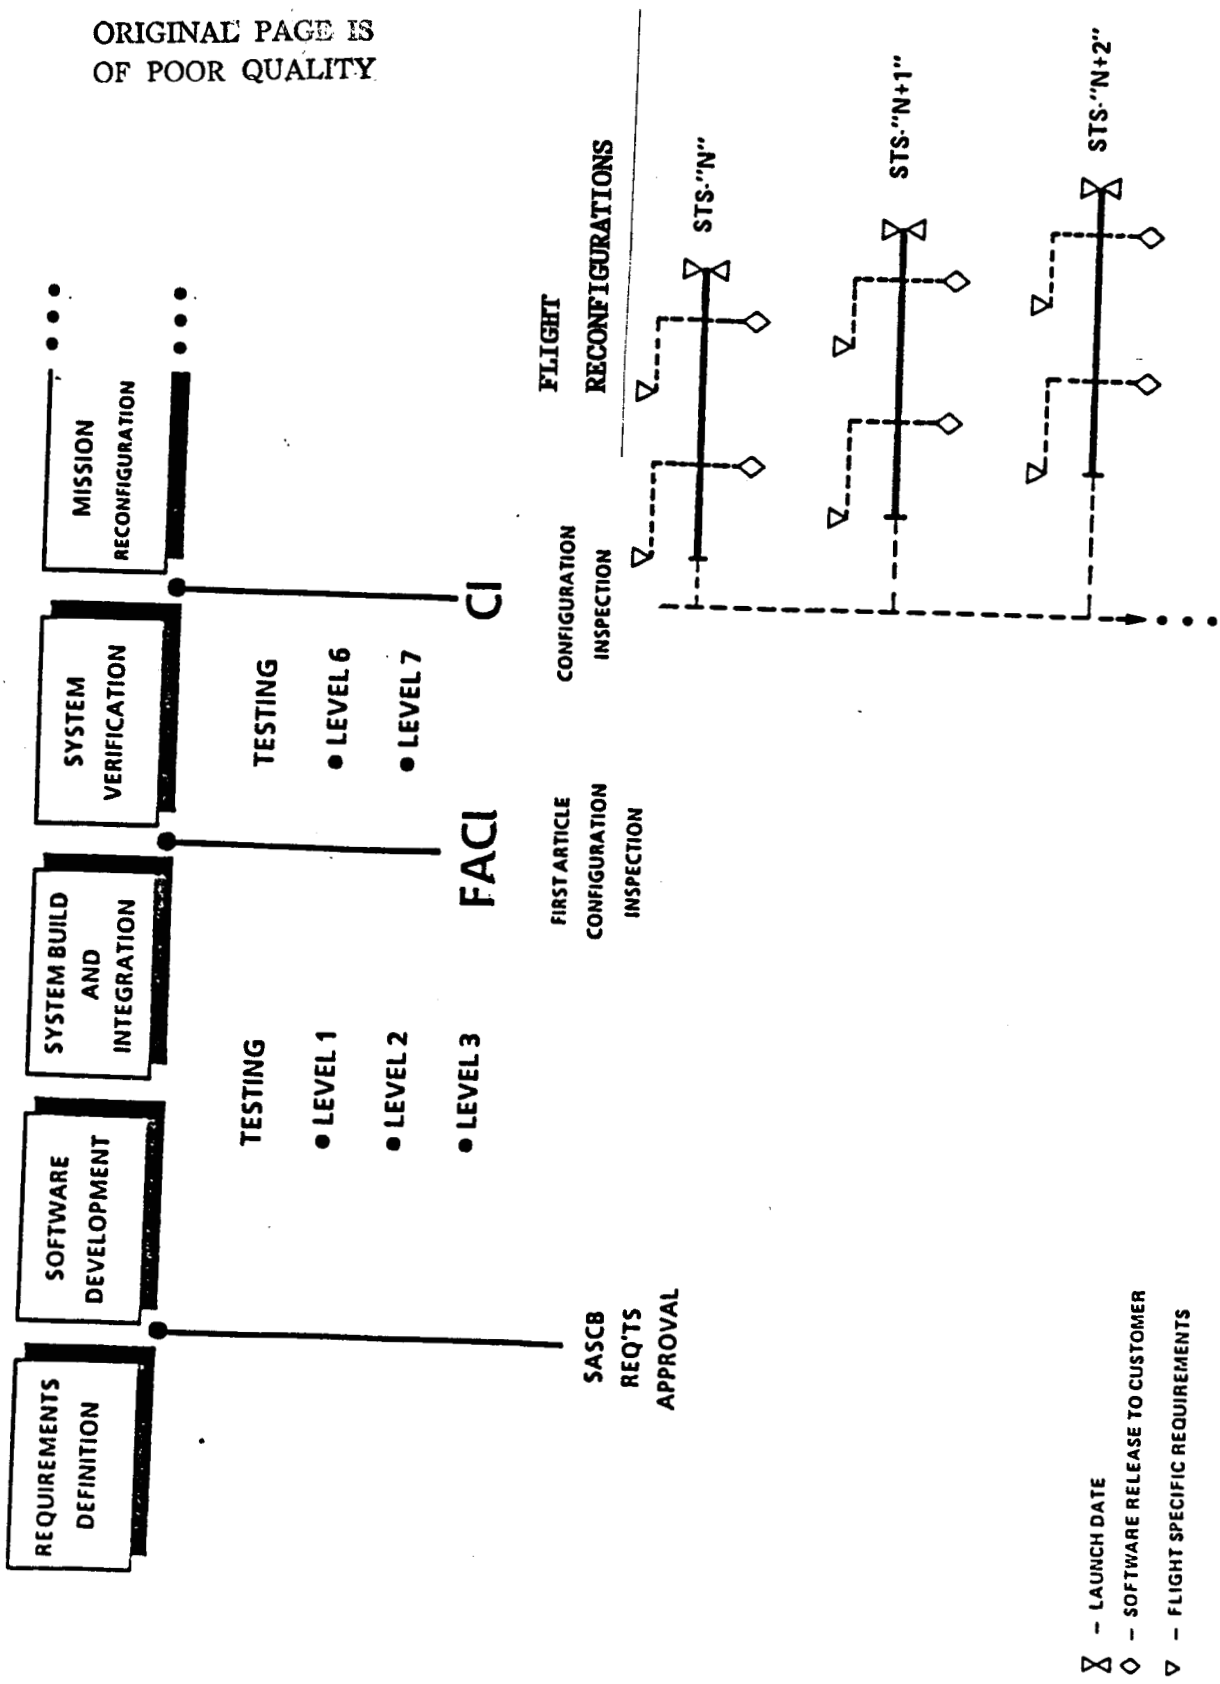 ORIGINAL PAGE IS
OF POOR QUALITY
REQUIREMENTS
DEFINITION
SOFTWARE
DEVELOPMENT
SYSTEM BUILD
AND
INTEGRATION
SYSTEM
VERIFICATION
MISSION
RECONFIGURATION
TESTING
● LEVEL 1
● LEVEL 2
● LEVEL 3
TESTING
● LEVEL 6
● LEVEL 7
SASCB
REQ'TS
APPROVAL
FACI
FIRST ARTICLE
CONFIGURATION
INSPECTION
CI
CONFIGURATION
INSPECTION
FLIGHT
RECONFIGURATIONS
STS-"N"
STS-"N+1"
STS-"N+2"
– LAUNCH DATE
– SOFTWARE RELEASE TO CUSTOMER
– FLIGHT SPECIFIC REQUIREMENTS